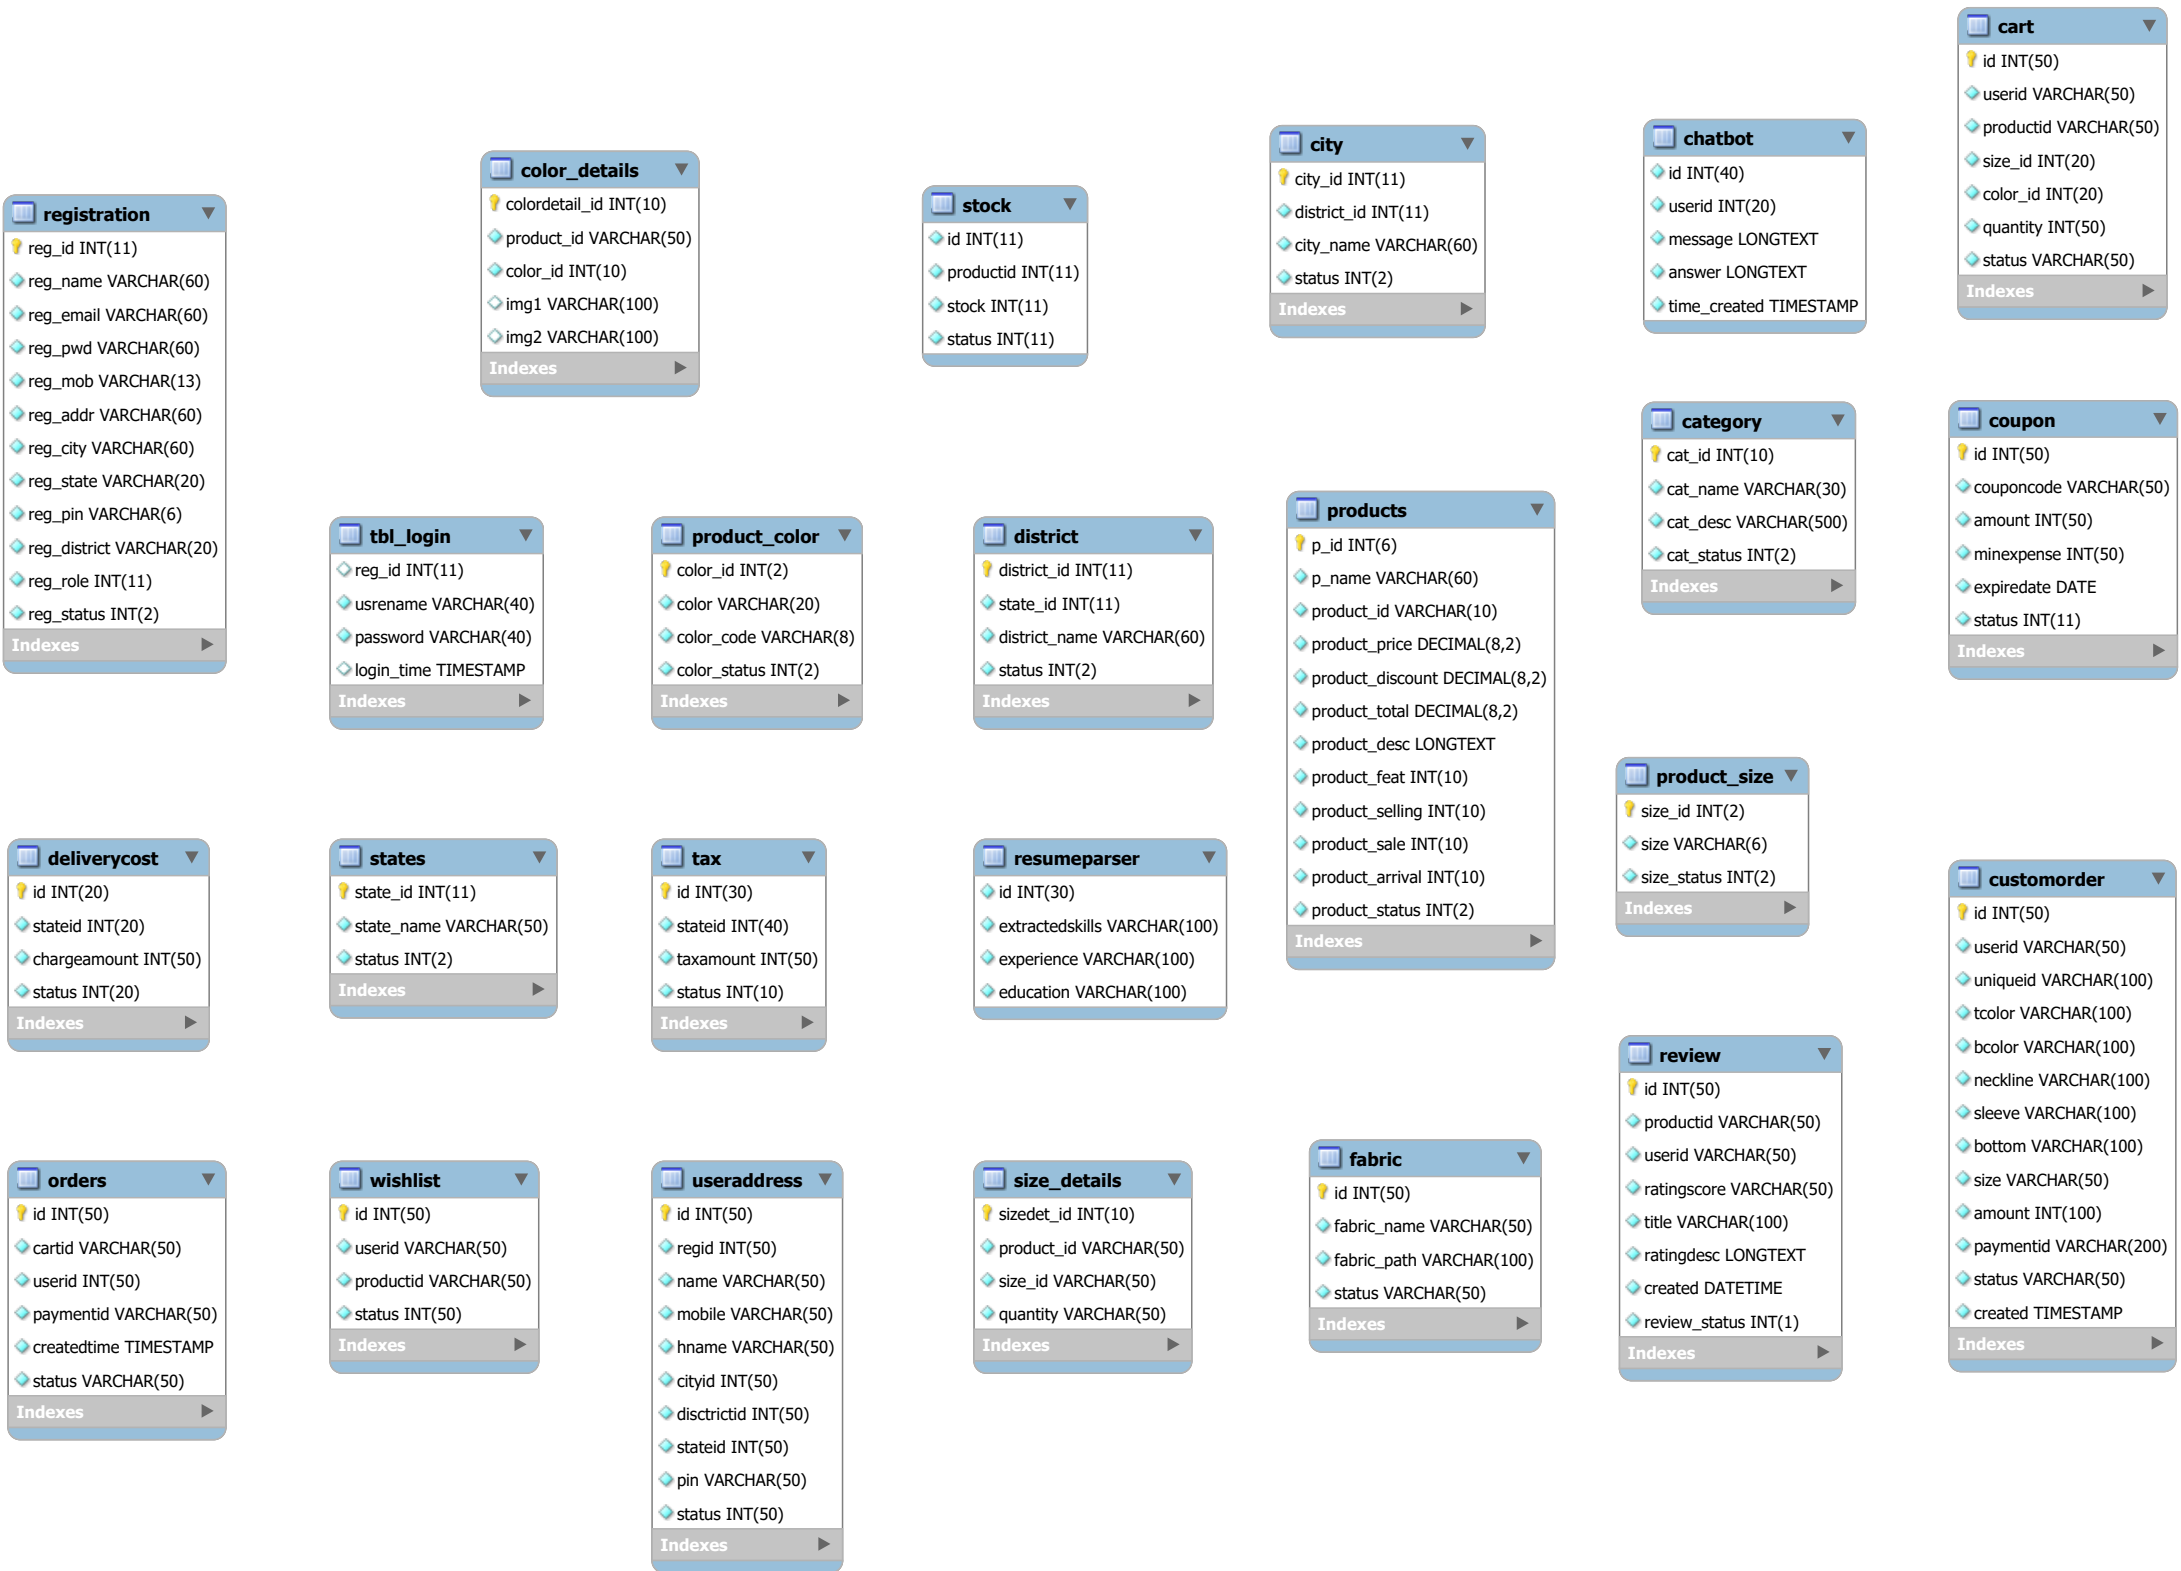 registration
reg_id INT(11)
reg_name VARCHAR(60)
reg_email VARCHAR(60)
reg_pwd VARCHAR(60)
reg_mob VARCHAR(13)
reg_addr VARCHAR(60)
reg_city VARCHAR(60)
reg_state VARCHAR(20)
reg_pin VARCHAR(6)
reg_district VARCHAR(20)
reg_role INT(11)
reg_status INT(2)
Indexes
color_details
colordetail_id INT(10)
product_id VARCHAR(50)
color_id INT(10)
img1 VARCHAR(100)
img2 VARCHAR(100)
Indexes
stock
id INT(11)
productid INT(11)
stock INT(11)
status INT(11)
city
city_id INT(11)
district_id INT(11)
city_name VARCHAR(60)
status INT(2)
Indexes
chatbot
id INT(40)
userid INT(20)
message LONGTEXT
answer LONGTEXT
time_created TIMESTAMP
cart
id INT(50)
userid VARCHAR(50)
productid VARCHAR(50)
size_id INT(20)
color_id INT(20)
quantity INT(50)
status VARCHAR(50)
Indexes
tbl_login
reg_id INT(11)
usrename VARCHAR(40)
password VARCHAR(40)
login_time TIMESTAMP
Indexes
product_color
color_id INT(2)
color VARCHAR(20)
color_code VARCHAR(8)
color_status INT(2)
Indexes
district
district_id INT(11)
state_id INT(11)
district_name VARCHAR(60)
status INT(2)
Indexes
products
p_id INT(6)
p_name VARCHAR(60)
product_id VARCHAR(10)
product_price DECIMAL(8,2)
product_discount DECIMAL(8,2)
product_total DECIMAL(8,2)
product_desc LONGTEXT
product_feat INT(10)
product_selling INT(10)
product_sale INT(10)
product_arrival INT(10)
product_status INT(2)
Indexes
category
cat_id INT(10)
cat_name VARCHAR(30)
cat_desc VARCHAR(500)
cat_status INT(2)
Indexes
coupon
id INT(50)
couponcode VARCHAR(50)
amount INT(50)
minexpense INT(50)
expiredate DATE
status INT(11)
Indexes
product_size
size_id INT(2)
size VARCHAR(6)
size_status INT(2)
Indexes
deliverycost
id INT(20)
stateid INT(20)
chargeamount INT(50)
status INT(20)
Indexes
states
state_id INT(11)
state_name VARCHAR(50)
status INT(2)
Indexes
tax
id INT(30)
stateid INT(40)
taxamount INT(50)
status INT(10)
Indexes
resumeparser
id INT(30)
extractedskills VARCHAR(100)
experience VARCHAR(100)
education VARCHAR(100)
customorder
id INT(50)
userid VARCHAR(50)
uniqueid VARCHAR(100)
tcolor VARCHAR(100)
bcolor VARCHAR(100)
neckline VARCHAR(100)
sleeve VARCHAR(100)
bottom VARCHAR(100)
size VARCHAR(50)
amount INT(100)
paymentid VARCHAR(200)
status VARCHAR(50)
created TIMESTAMP
Indexes
review
id INT(50)
productid VARCHAR(50)
userid VARCHAR(50)
ratingscore VARCHAR(50)
title VARCHAR(100)
ratingdesc LONGTEXT
created DATETIME
review_status INT(1)
Indexes
orders
id INT(50)
cartid VARCHAR(50)
userid INT(50)
paymentid VARCHAR(50)
createdtime TIMESTAMP
status VARCHAR(50)
Indexes
wishlist
id INT(50)
userid VARCHAR(50)
productid VARCHAR(50)
status INT(50)
Indexes
useraddress
id INT(50)
regid INT(50)
name VARCHAR(50)
mobile VARCHAR(50)
hname VARCHAR(50)
cityid INT(50)
disctrictid INT(50)
stateid INT(50)
pin VARCHAR(50)
status INT(50)
Indexes
size_details
sizedet_id INT(10)
product_id VARCHAR(50)
size_id VARCHAR(50)
quantity VARCHAR(50)
Indexes
fabric
id INT(50)
fabric_name VARCHAR(50)
fabric_path VARCHAR(100)
status VARCHAR(50)
Indexes